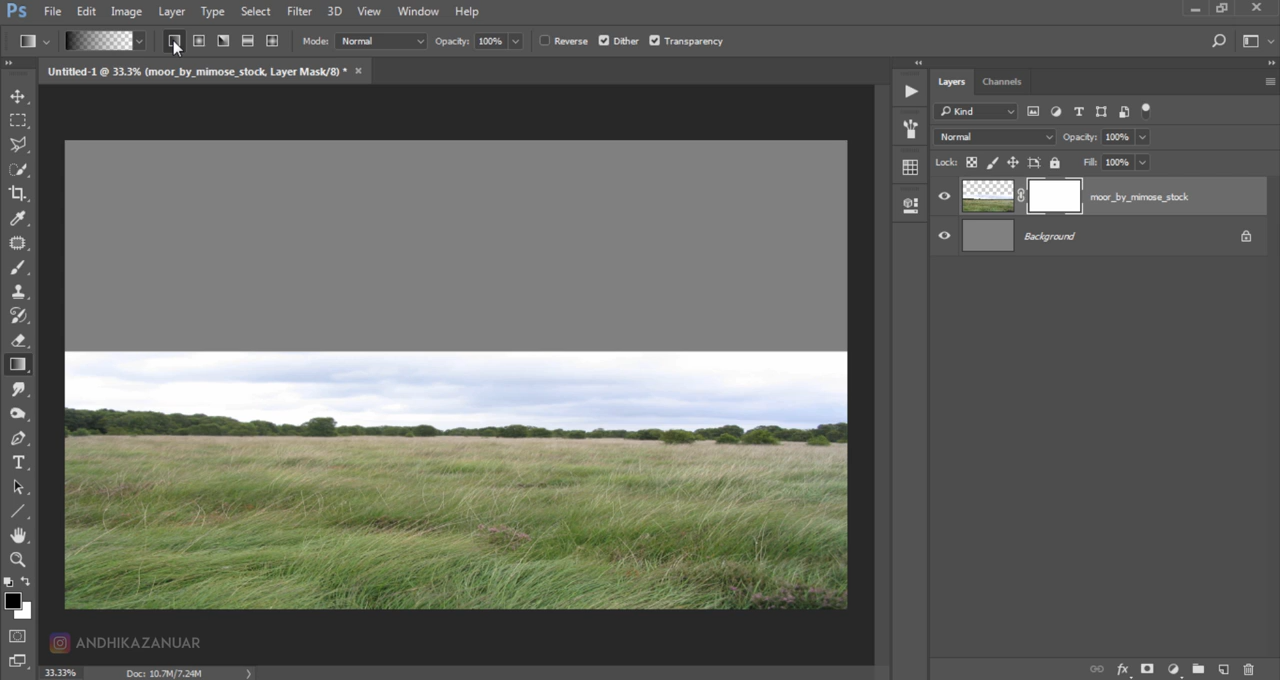 Ps File Edit Image Layer Type Select Filter 3D View Window Help
Mode: Normal Opacity: 100% Reverse Dither Transparency
Untitled-1 @ 33.3% (moor_by_mimose_stock, Layer Mask/8) * ×
Layers Channels
Kind
Normal Opacity: 100%
Lock: Fill: 100%
moor_by_mimose_stock
Background
ANDHIKAZANUAR
33.33% Doc: 10.7M/7.24M